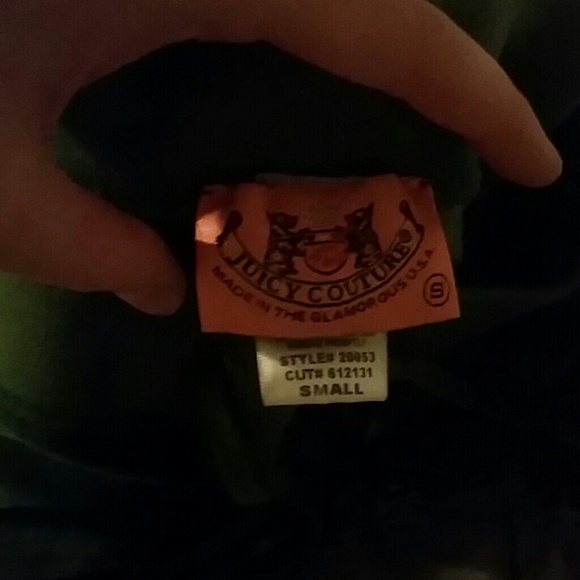 JUICY COUTURE®
MADE IN THE GLAMOROUS U.S.A.
S
STYLE# 20053
CUT# 612131
SMALL